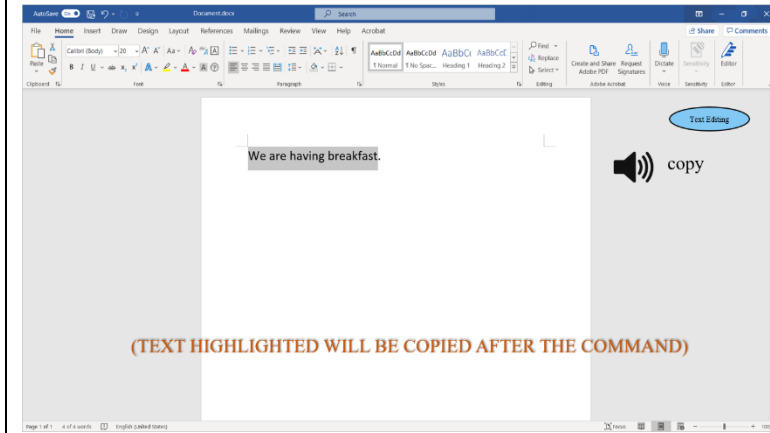 AutoSave On Document.docx Search
File Home Insert Draw Design Layout References Mailings Review View Help Acrobat Share Comments
Calibri (Body) 20 Aa AaBbCcDd AaBbCcDd AaBbCc AaBbCcC Find
Replace
Paste B I U ab x, x' A ¶ Normal ¶ No Spac... Heading 1 Heading 2 Select Create and Share Adobe PDF Request Signatures Dictate Sensitivity Editor
Clipboard Font Paragraph Styles Editing Adobe Acrobat Voice Sensitivity Editor
Text Editing
We are having breakfast.
copy
(TEXT HIGHLIGHTED WILL BE COPIED AFTER THE COMMAND)
Page 1 of 1 4 of 4 words English (United States) Focus